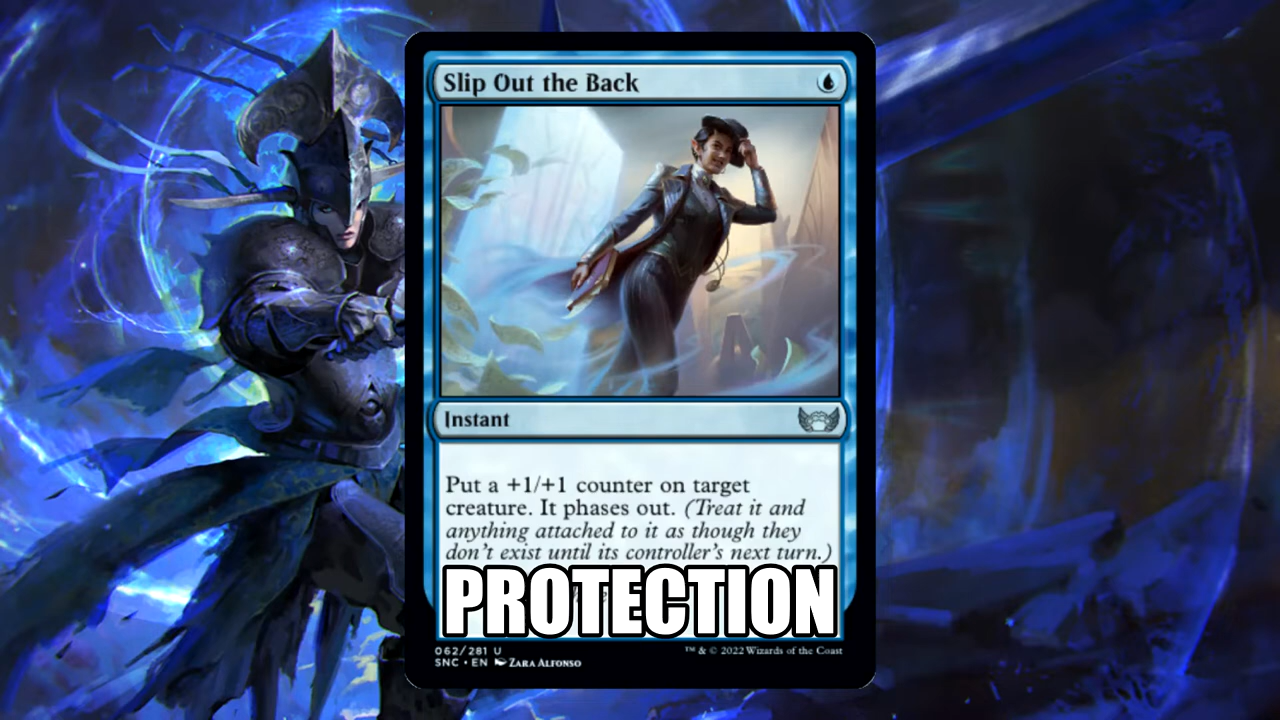 Slip Out the Back
Instant
Put a +1/+1 counter on target
creature. It phases out. (Treat it and
anything attached to it as though they
don't exist until its controller's next turn.)
PROTECTION
062/281 U
SNC • EN ZARA ALFONSO
™ & © 2022 Wizards of the Coast